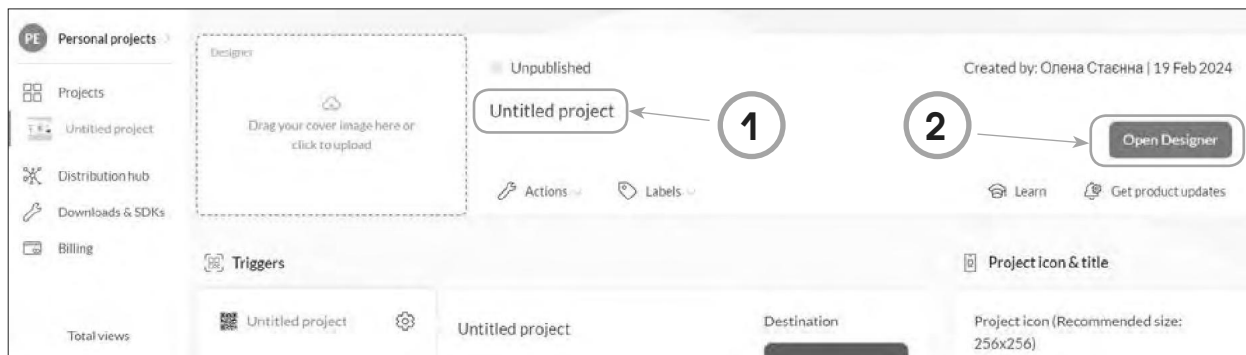 PE Personal projects
Projects
Untitled project
Distribution hub
Downloads & SDKs
Billing
Total views
Designer
Drag your cover image here or
click to upload
Unpublished
Created by: Олена Стаєнна | 19 Feb 2024
Untitled project
1
2
Open Designer
Actions
Labels
Learn
Get product updates
Triggers
Untitled project
Untitled project
Destination
Project icon & title
Project icon (Recommended size:
256x256)